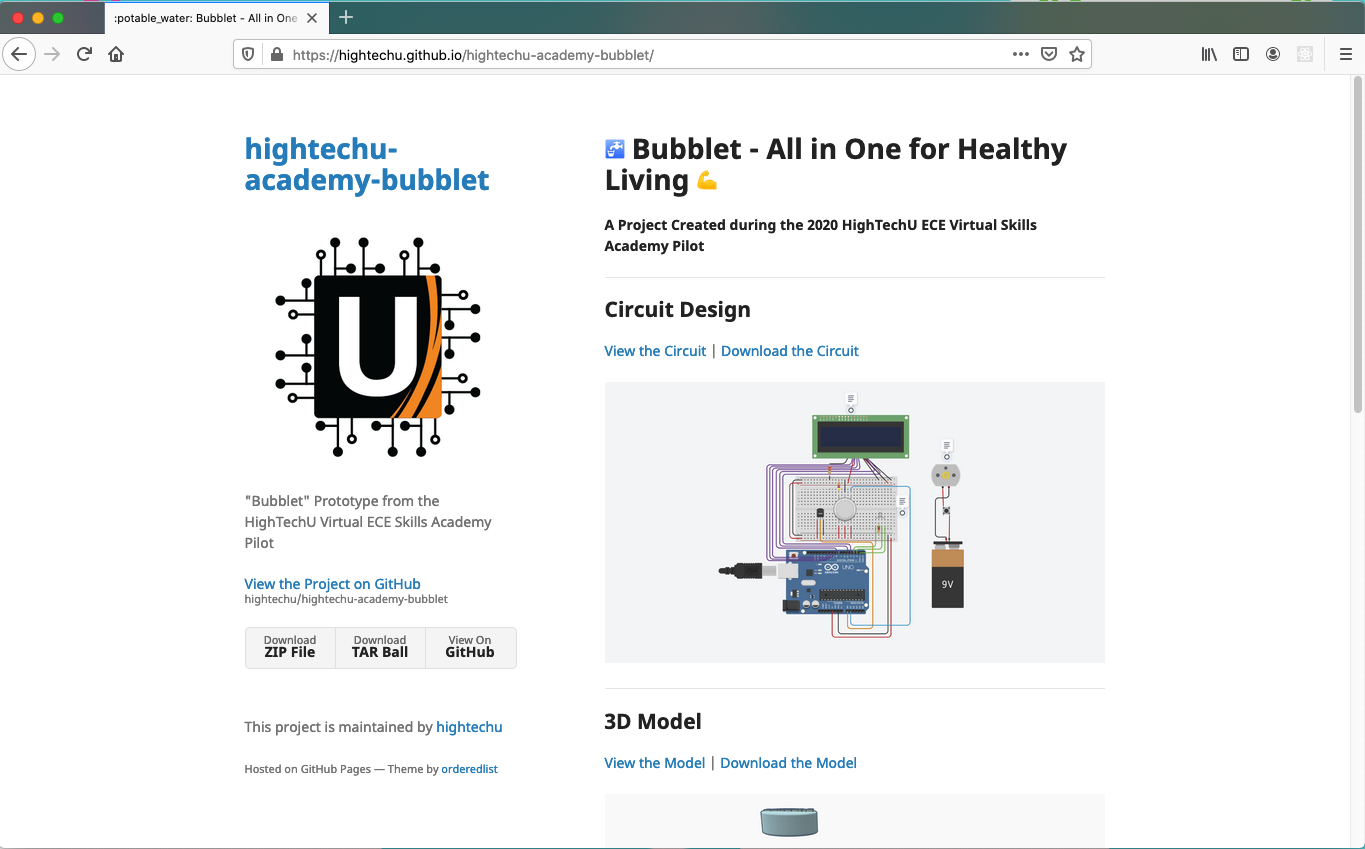 :potable_water: Bubblet - All in One
https://hightechu.github.io/hightechu-academy-bubblet/
hightechu-
academy-bubblet
U
"Bubblet" Prototype from the
HighTechU Virtual ECE Skills Academy
Pilot
View the Project on GitHub
hightechu/hightechu-academy-bubblet
Download
ZIP File
Download
TAR Ball
View On
GitHub
This project is maintained by hightechu
Hosted on GitHub Pages — Theme by orderedlist
🚰 Bubblet - All in One for Healthy
Living 💪
A Project Created during the 2020 HighTechU ECE Virtual Skills
Academy Pilot
Circuit Design
View the Circuit | Download the Circuit
UNO
9V
3D Model
View the Model | Download the Model